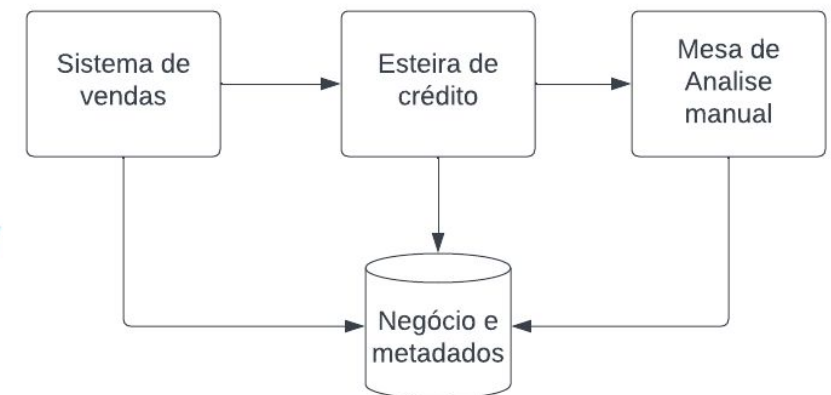 Sistema de
vendas
Esteira de
crédito
Mesa de
Analise
manual
Negócio e
metadados